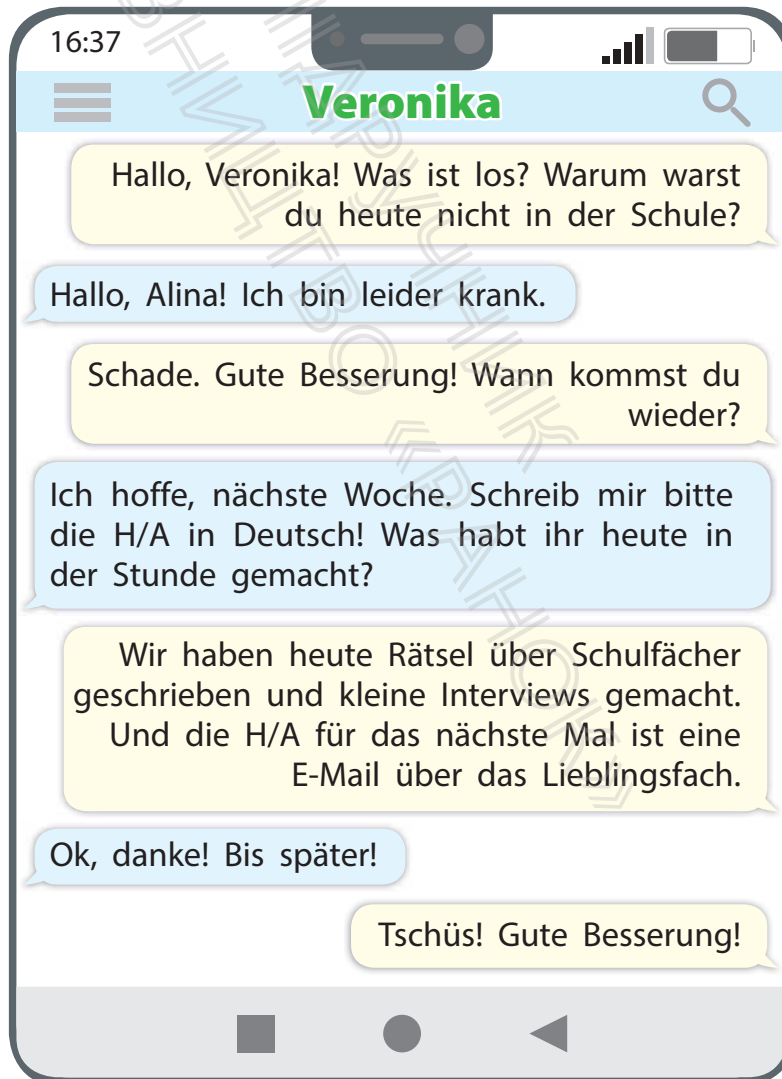 16:37
Veronika
Hallo, Veronika! Was ist los? Warum warst
du heute nicht in der Schule?
Hallo, Alina! Ich bin leider krank.
Schade. Gute Besserung! Wann kommst du
wieder?
Ich hoffe, nächste Woche. Schreib mir bitte
die H/A in Deutsch! Was habt ihr heute in
der Stunde gemacht?
Wir haben heute Rätsel über Schulfächer
geschrieben und kleine Interviews gemacht.
Und die H/A für das nächste Mal ist eine
E-Mail über das Lieblingsfach.
Ok, danke! Bis später!
Tschüs! Gute Besserung!